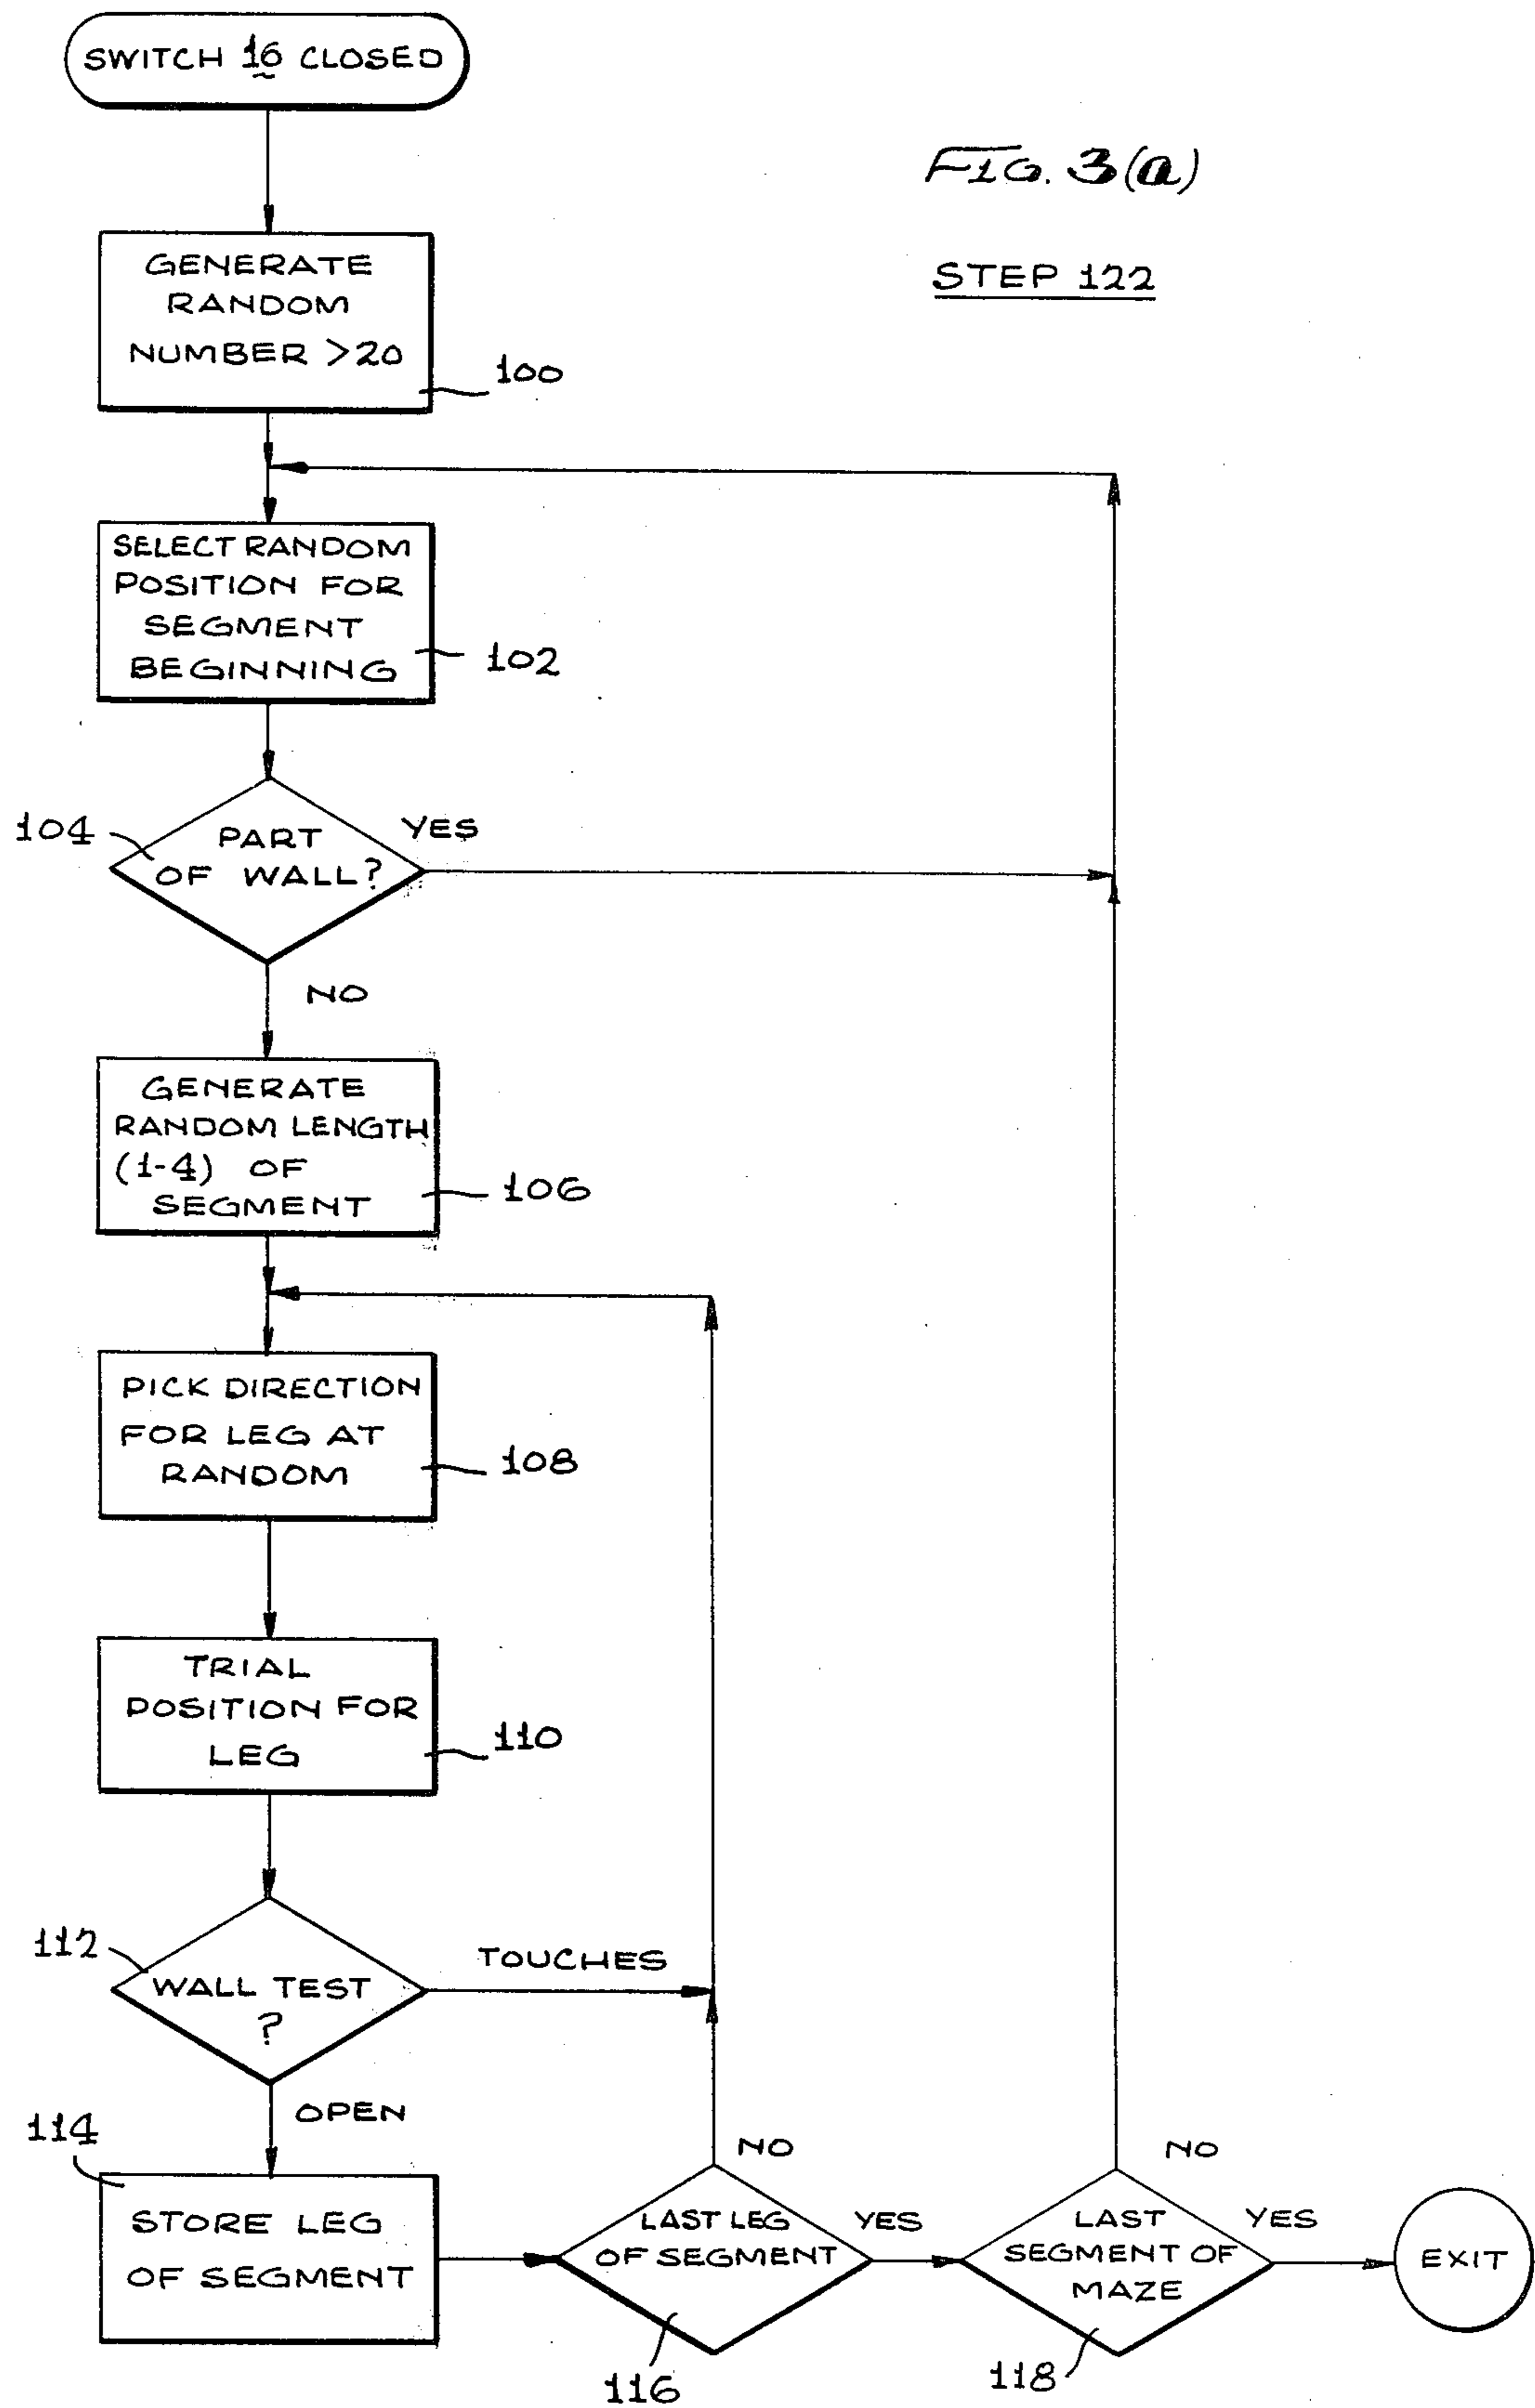 SWITCH 16 CLOSED
FIG. 3(a)
STEP 122
GENERATE
RANDOM
NUMBER >20
100
SELECT RANDOM
POSITION FOR
SEGMENT
BEGINNING
102
104
PART
OF WALL?
YES
NO
GENERATE
RANDOM LENGTH
(1-4) OF
SEGMENT
106
PICK DIRECTION
FOR LEG AT
RANDOM
108
TRIAL
POSITION FOR
LEG
110
112
WALL TEST
?
TOUCHES
OPEN
114
STORE LEG
OF SEGMENT
NO
LAST LEG
OF SEGMENT
YES
116
NO
LAST
SEGMENT OF
MAZE
YES
118
EXIT